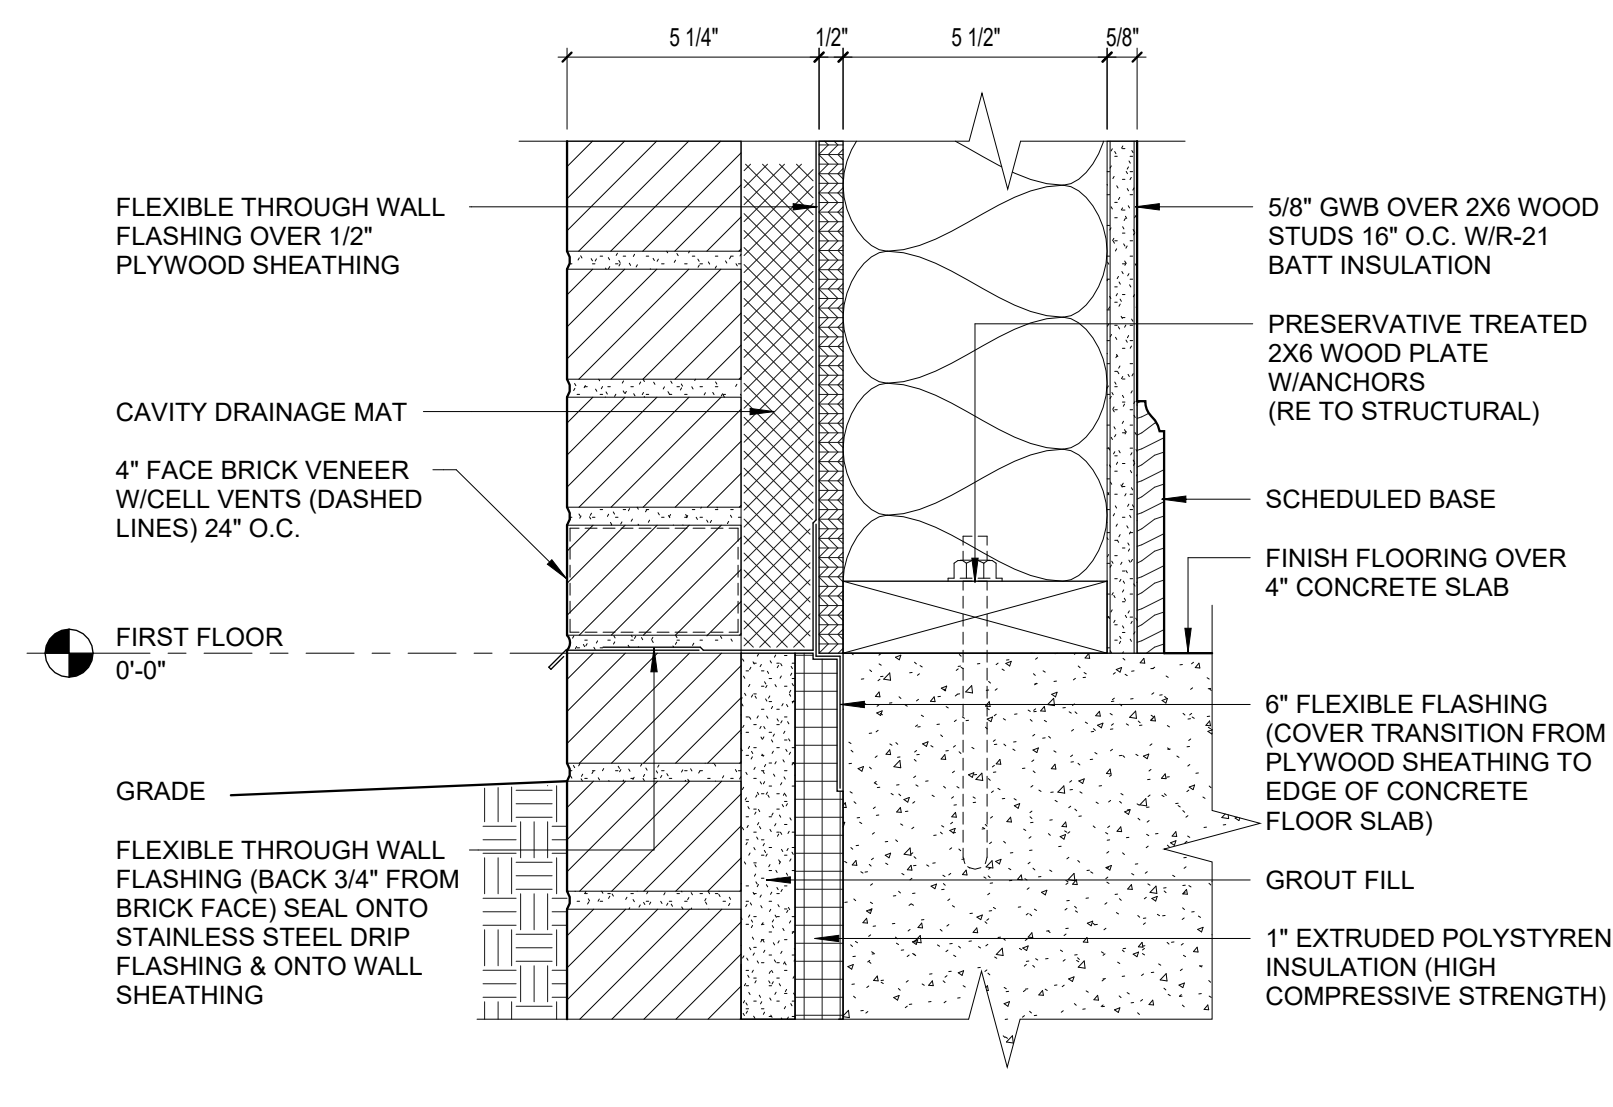 5 1/4"
1/2"
5 1/2"
5/8"
FLEXIBLE THROUGH WALL
FLASHING OVER 1/2"
PLYWOOD SHEATHING
CAVITY DRAINAGE MAT
4" FACE BRICK VENEER
W/CELL VENTS (DASHED
LINES) 24" O.C.
FIRST FLOOR
0'-0"
GRADE
FLEXIBLE THROUGH WALL
FLASHING (BACK 3/4" FROM
BRICK FACE) SEAL ONTO
STAINLESS STEEL DRIP
FLASHING & ONTO WALL
SHEATHING
5/8" GWB OVER 2X6 WOOD
STUDS 16" O.C. W/R-21
BATT INSULATION
PRESERVATIVE TREATED
2X6 WOOD PLATE
W/ANCHORS
(RE TO STRUCTURAL)
SCHEDULED BASE
FINISH FLOORING OVER
4" CONCRETE SLAB
6" FLEXIBLE FLASHING
(COVER TRANSITION FROM
PLYWOOD SHEATHING TO
EDGE OF CONCRETE
FLOOR SLAB)
GROUT FILL
1" EXTRUDED POLYSTYREN
INSULATION (HIGH
COMPRESSIVE STRENGTH)